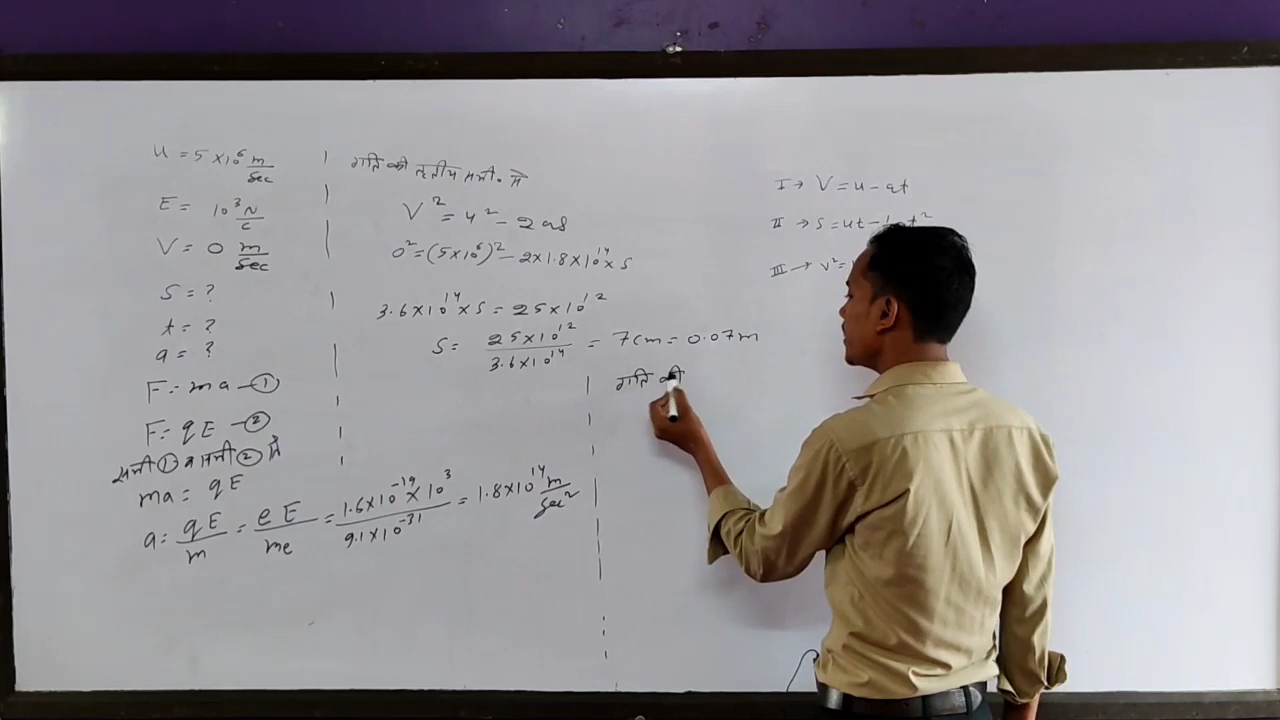 u = 5 × 10⁶ m/sec
E = 10³ N/C
V = 0 m/sec
S = ?
t = ?
a = ?
F = ma — ①
F = qE — ②
समी ① व समी ② से
ma = qE
a = qE/m = eE/me = 1.6×10⁻¹⁹×10³/9.1×10⁻³¹ = 1.8×10¹⁴ m/sec²
गति की तृतीय समी. से
V² = u² – 2as
0² = (5×10⁶)² – 2×1.8×10¹⁴×S
3.6×10¹⁴×S = 25×10¹²
S = 25×10¹²/3.6×10¹⁴ = 7cm = 0.07m
गति की
I → V = u – at
II → S = ut – at²
III → V² =